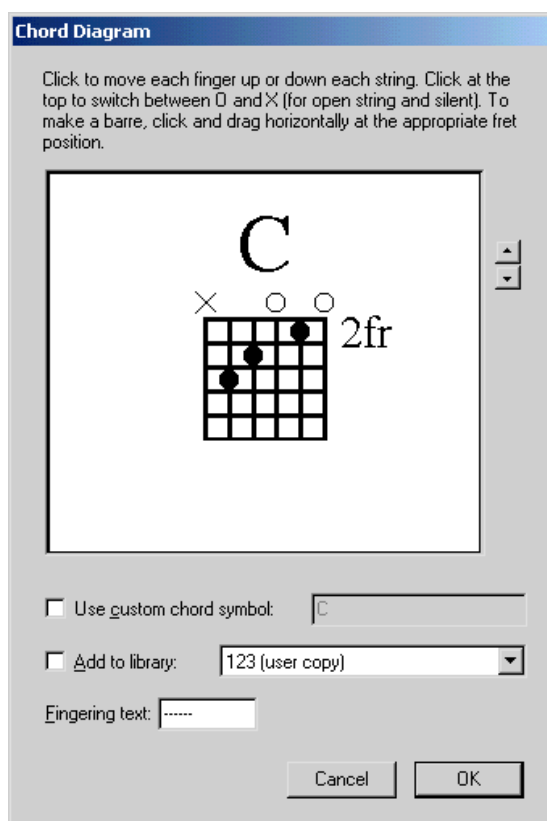 Chord Diagram
Click to move each finger up or down each string. Click at the
top to switch between O and X (for open string and silent). To
make a barre, click and drag horizontally at the appropriate fret
position.
C
X O O
2fr
Use custom chord symbol: C
Add to library: 123 (user copy)
Fingering text: ------
Cancel OK